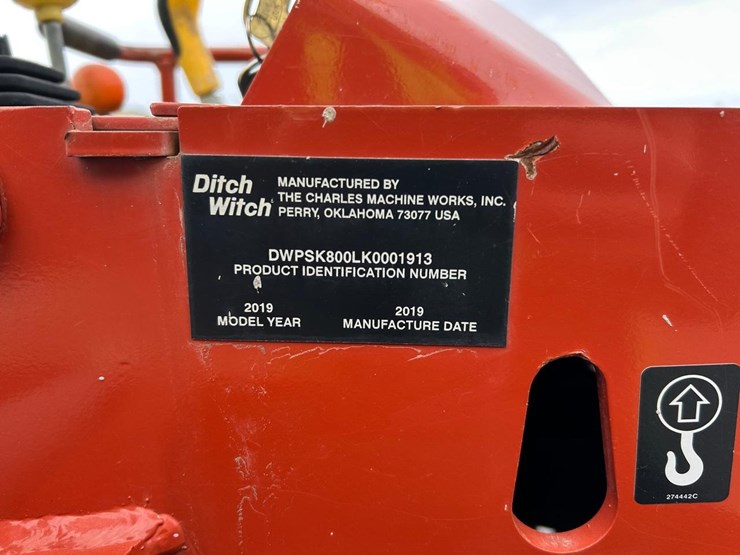 Ditch
Witch
MANUFACTURED BY
THE CHARLES MACHINE WORKS, INC.
PERRY, OKLAHOMA 73077 USA
DWPSK800LK0001913
PRODUCT IDENTIFICATION NUMBER
2019
MODEL YEAR
2019
MANUFACTURE DATE
274442C